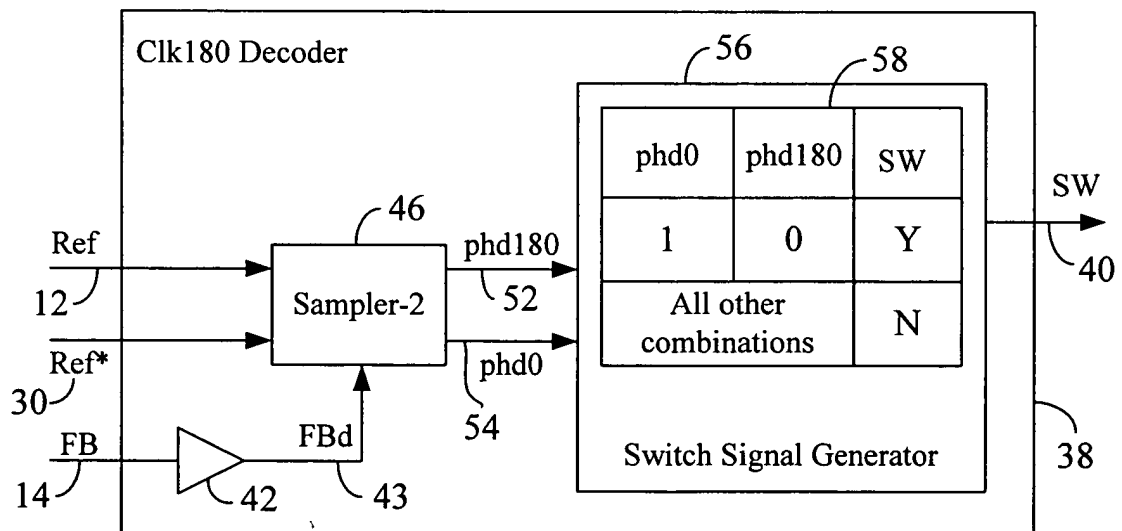 Clk180 Decoder
56
58
phd0 phd180 SW
1 0 Y
All other combinations N
SW
40
46
Ref
12
Sampler-2
phd180
52
Ref*
30
phd0
54
FB
14
42
FBd
43
Switch Signal Generator
38